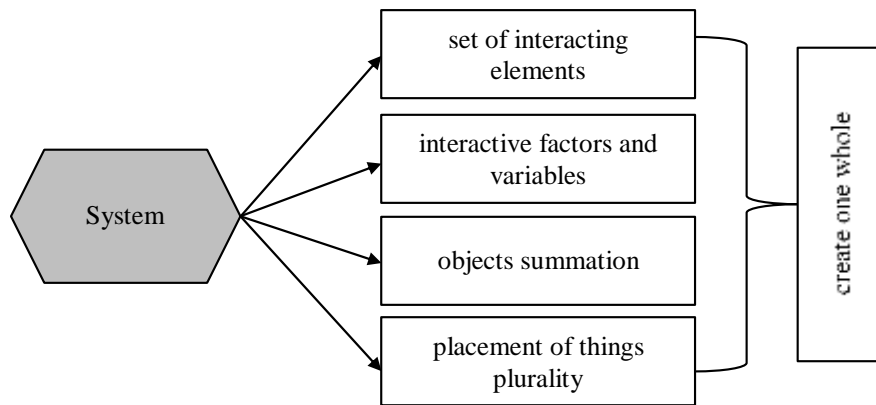 System
set of interacting
elements
interactive factors and
variables
objects summation
placement of things
plurality
create one whole